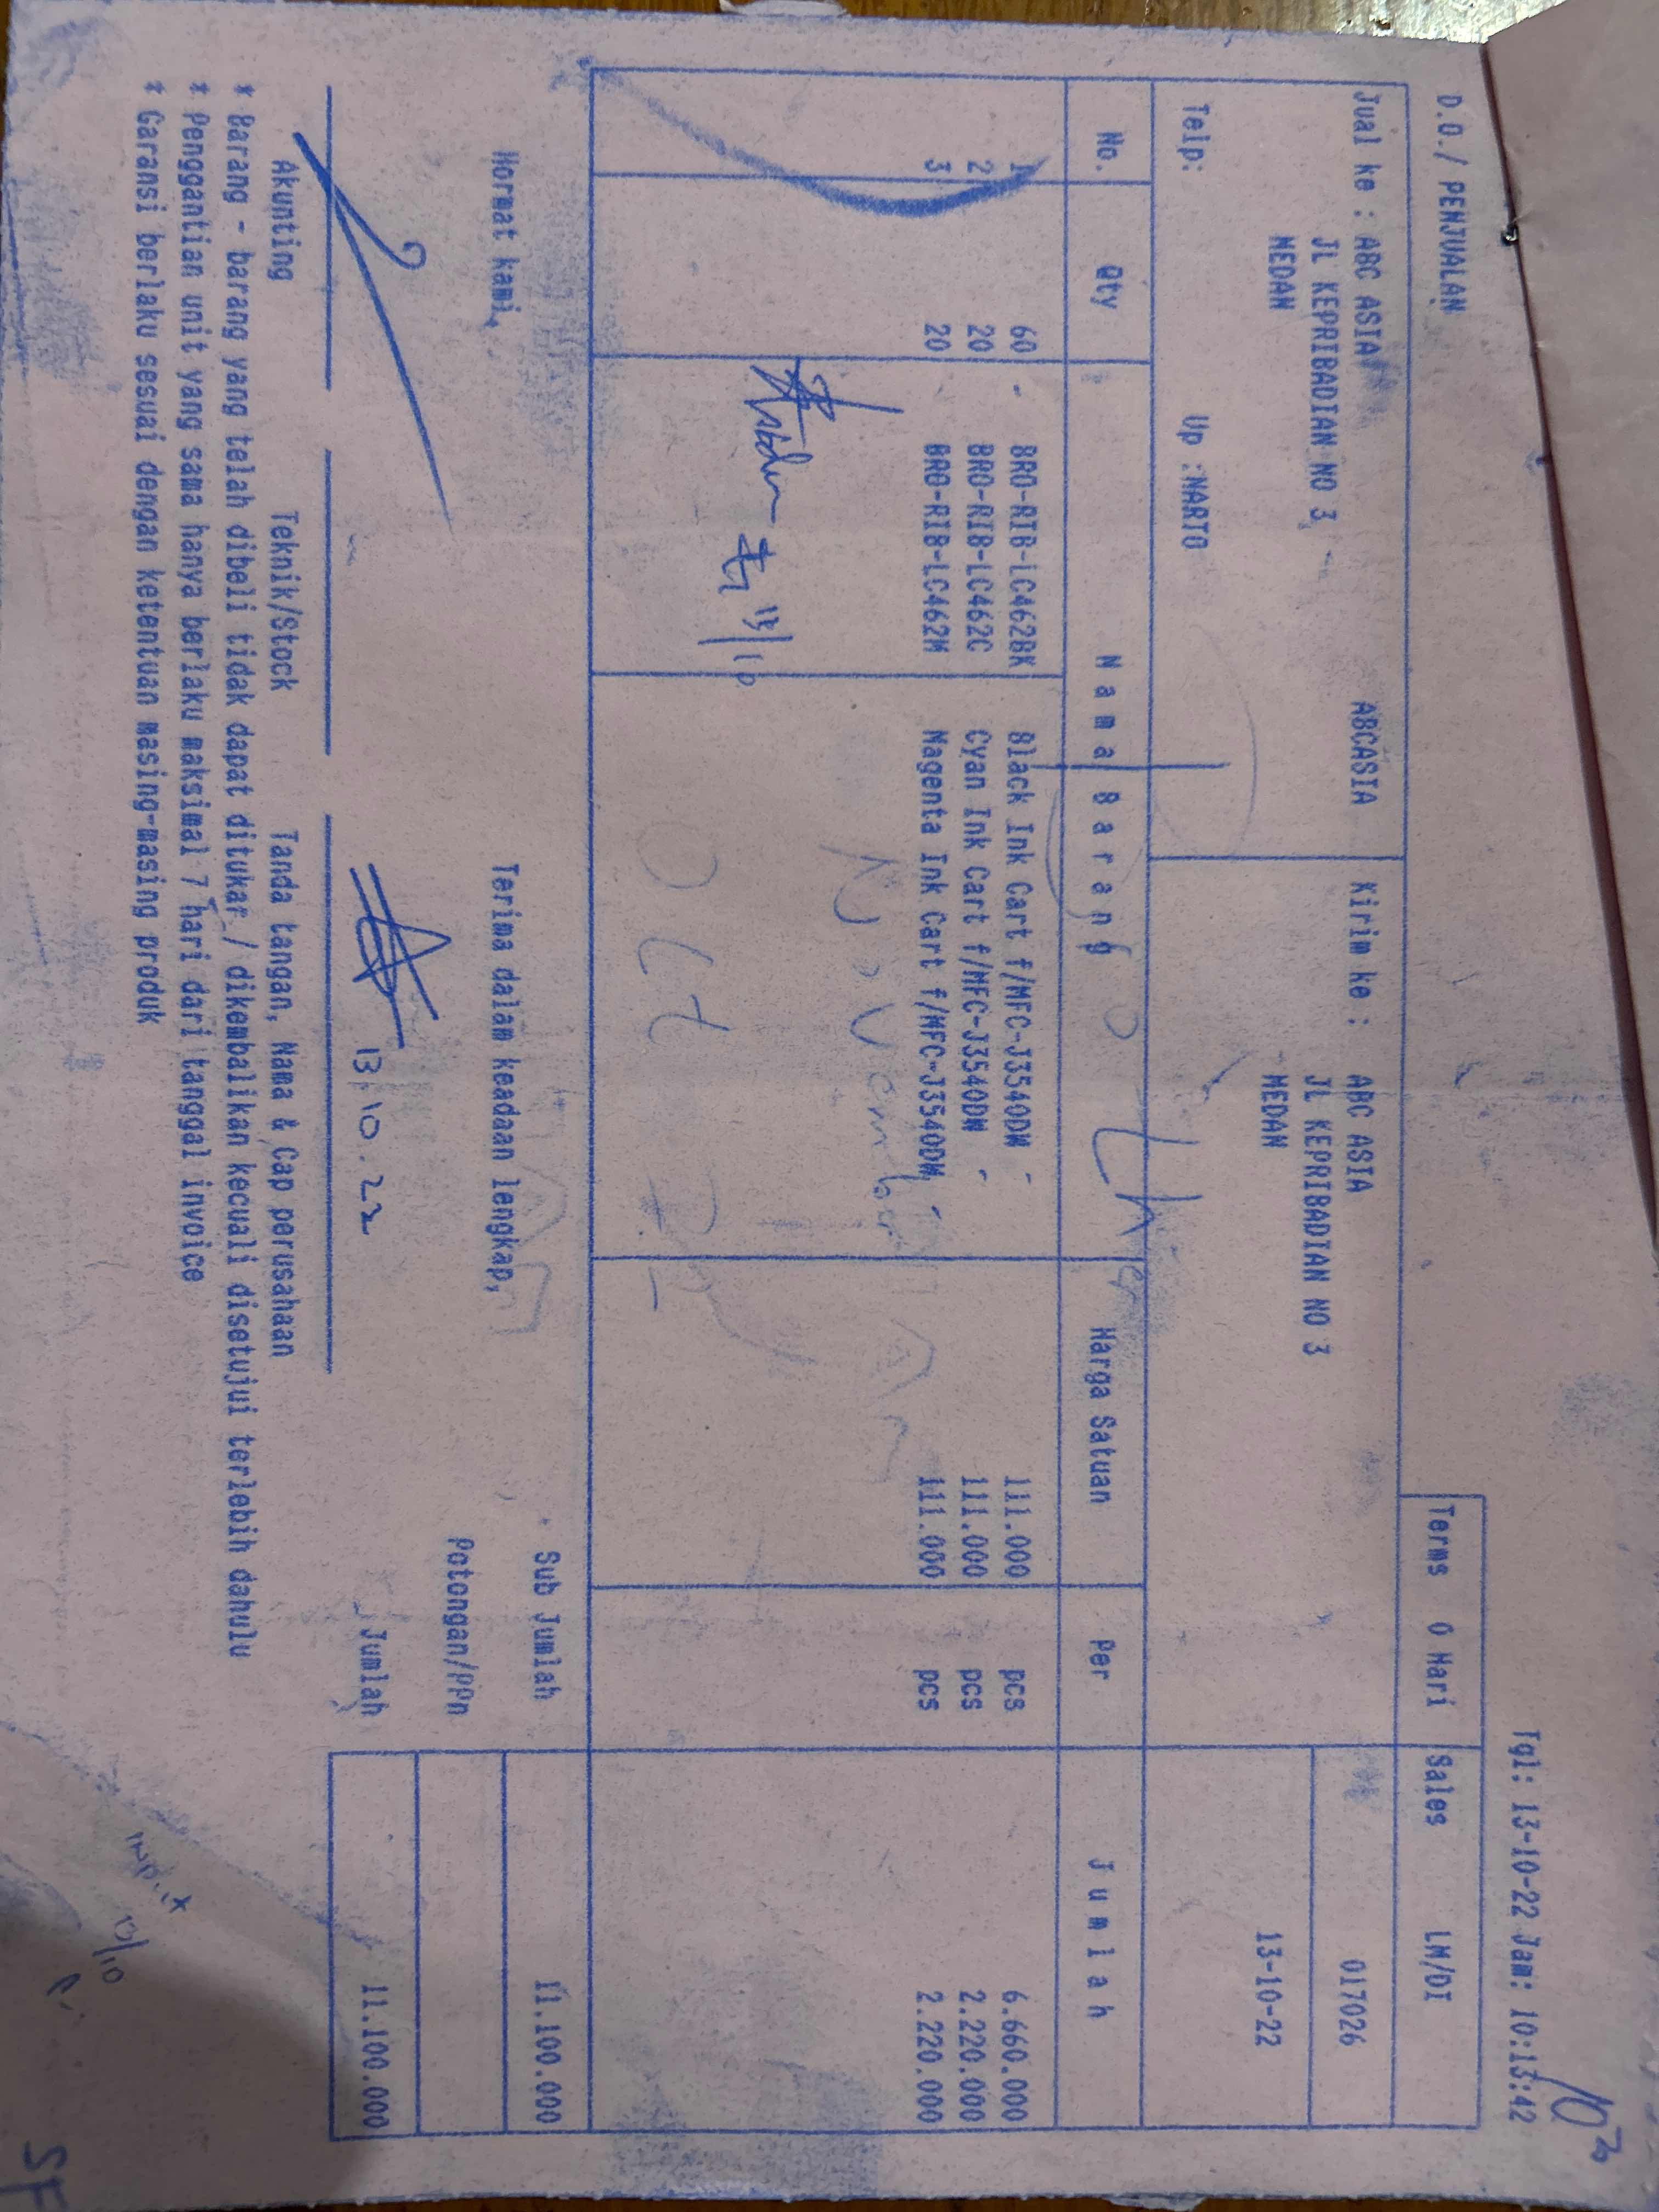 Tgl: 13-10-22 Jam: 10:13:42
D.O./ PENJUALAN
Terms 0 Hari Sales LM/DI
Jual ke : ABC ASIA ABCASIA
JL KEPRIBADIAN NO 3
MEDAN
Telp: Up :NARTO
Kirim ke : ABC ASIA
JL KEPRIBADIAN NO 3
MEDAN
017026
13-10-22
No. Qty Nama Barang Harga Satuan Per Jumlah
1 60 BRO-RIB-LC462BK Black Ink Cart f/MFC-J3540DW 111.000 pcs 6.660.000
2 20 BRO-RIB-LC462C Cyan Ink Cart f/MFC-J3540DW 111.000 pcs 2.220.000
3 20 BRO-RIB-LC462M Magenta Ink Cart f/MFC-J3540DW 111.000 pcs 2.220.000
13/10
November
Sub Jumlah 11.100.000
Hormat kami, Terima dalam keadaan lengkap,
Potongan/PPn
Jumlah 11.100.000
13.10.22
Akunting Teknik/Stock Tanda tangan, Nama & Cap perusahaan
* Barang - barang yang telah dibeli tidak dapat ditukar / dikembalikan kecuali disetujui terlebih dahulu
* Penggantian unit yang sama hanya berlaku maksimal 7 hari dari tanggal invoice
* Garansi berlaku sesuai dengan ketentuan masing-masing produk
input
13/10
SF